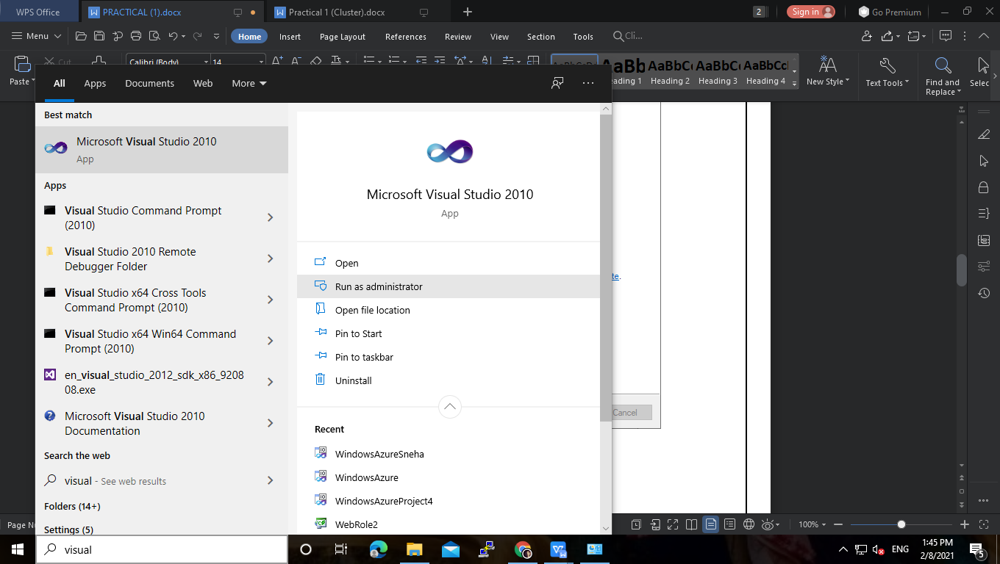 WPS Office
PRACTICAL (1).docx
Practical 1 (Cluster).docx
2
Sign in
Go Premium
Menu
Home
Insert
Page Layout
References
Review
View
Section
Tools
Cli...
Paste
Cut
Calibri (Body)
14
AaBb
AaBbC
AaBbC
AaBbCc
eading 1
Heading 2
Heading 3
Heading 4
New Style
Text Tools
Find and
Replace
Selec
All
Apps
Documents
Web
More
Best match
Microsoft Visual Studio 2010
App
Apps
Visual Studio Command Prompt
(2010)
Visual Studio 2010 Remote
Debugger Folder
Visual Studio x64 Cross Tools
Command Prompt (2010)
Visual Studio x64 Win64 Command
Prompt (2010)
en_visual_studio_2012_sdk_x86_9208
08.exe
Microsoft Visual Studio 2010
Documentation
Search the web
visual - See web results
Folders (14+)
Settings (5)
Microsoft Visual Studio 2010
App
Open
Run as administrator
Open file location
Pin to Start
Pin to taskbar
Uninstall
Recent
WindowsAzureSneha
WindowsAzure
WindowsAzureProject4
WebRole2
te.
Cancel
Page Nu
100%
visual
ENG
1:45 PM
2/8/2021
5